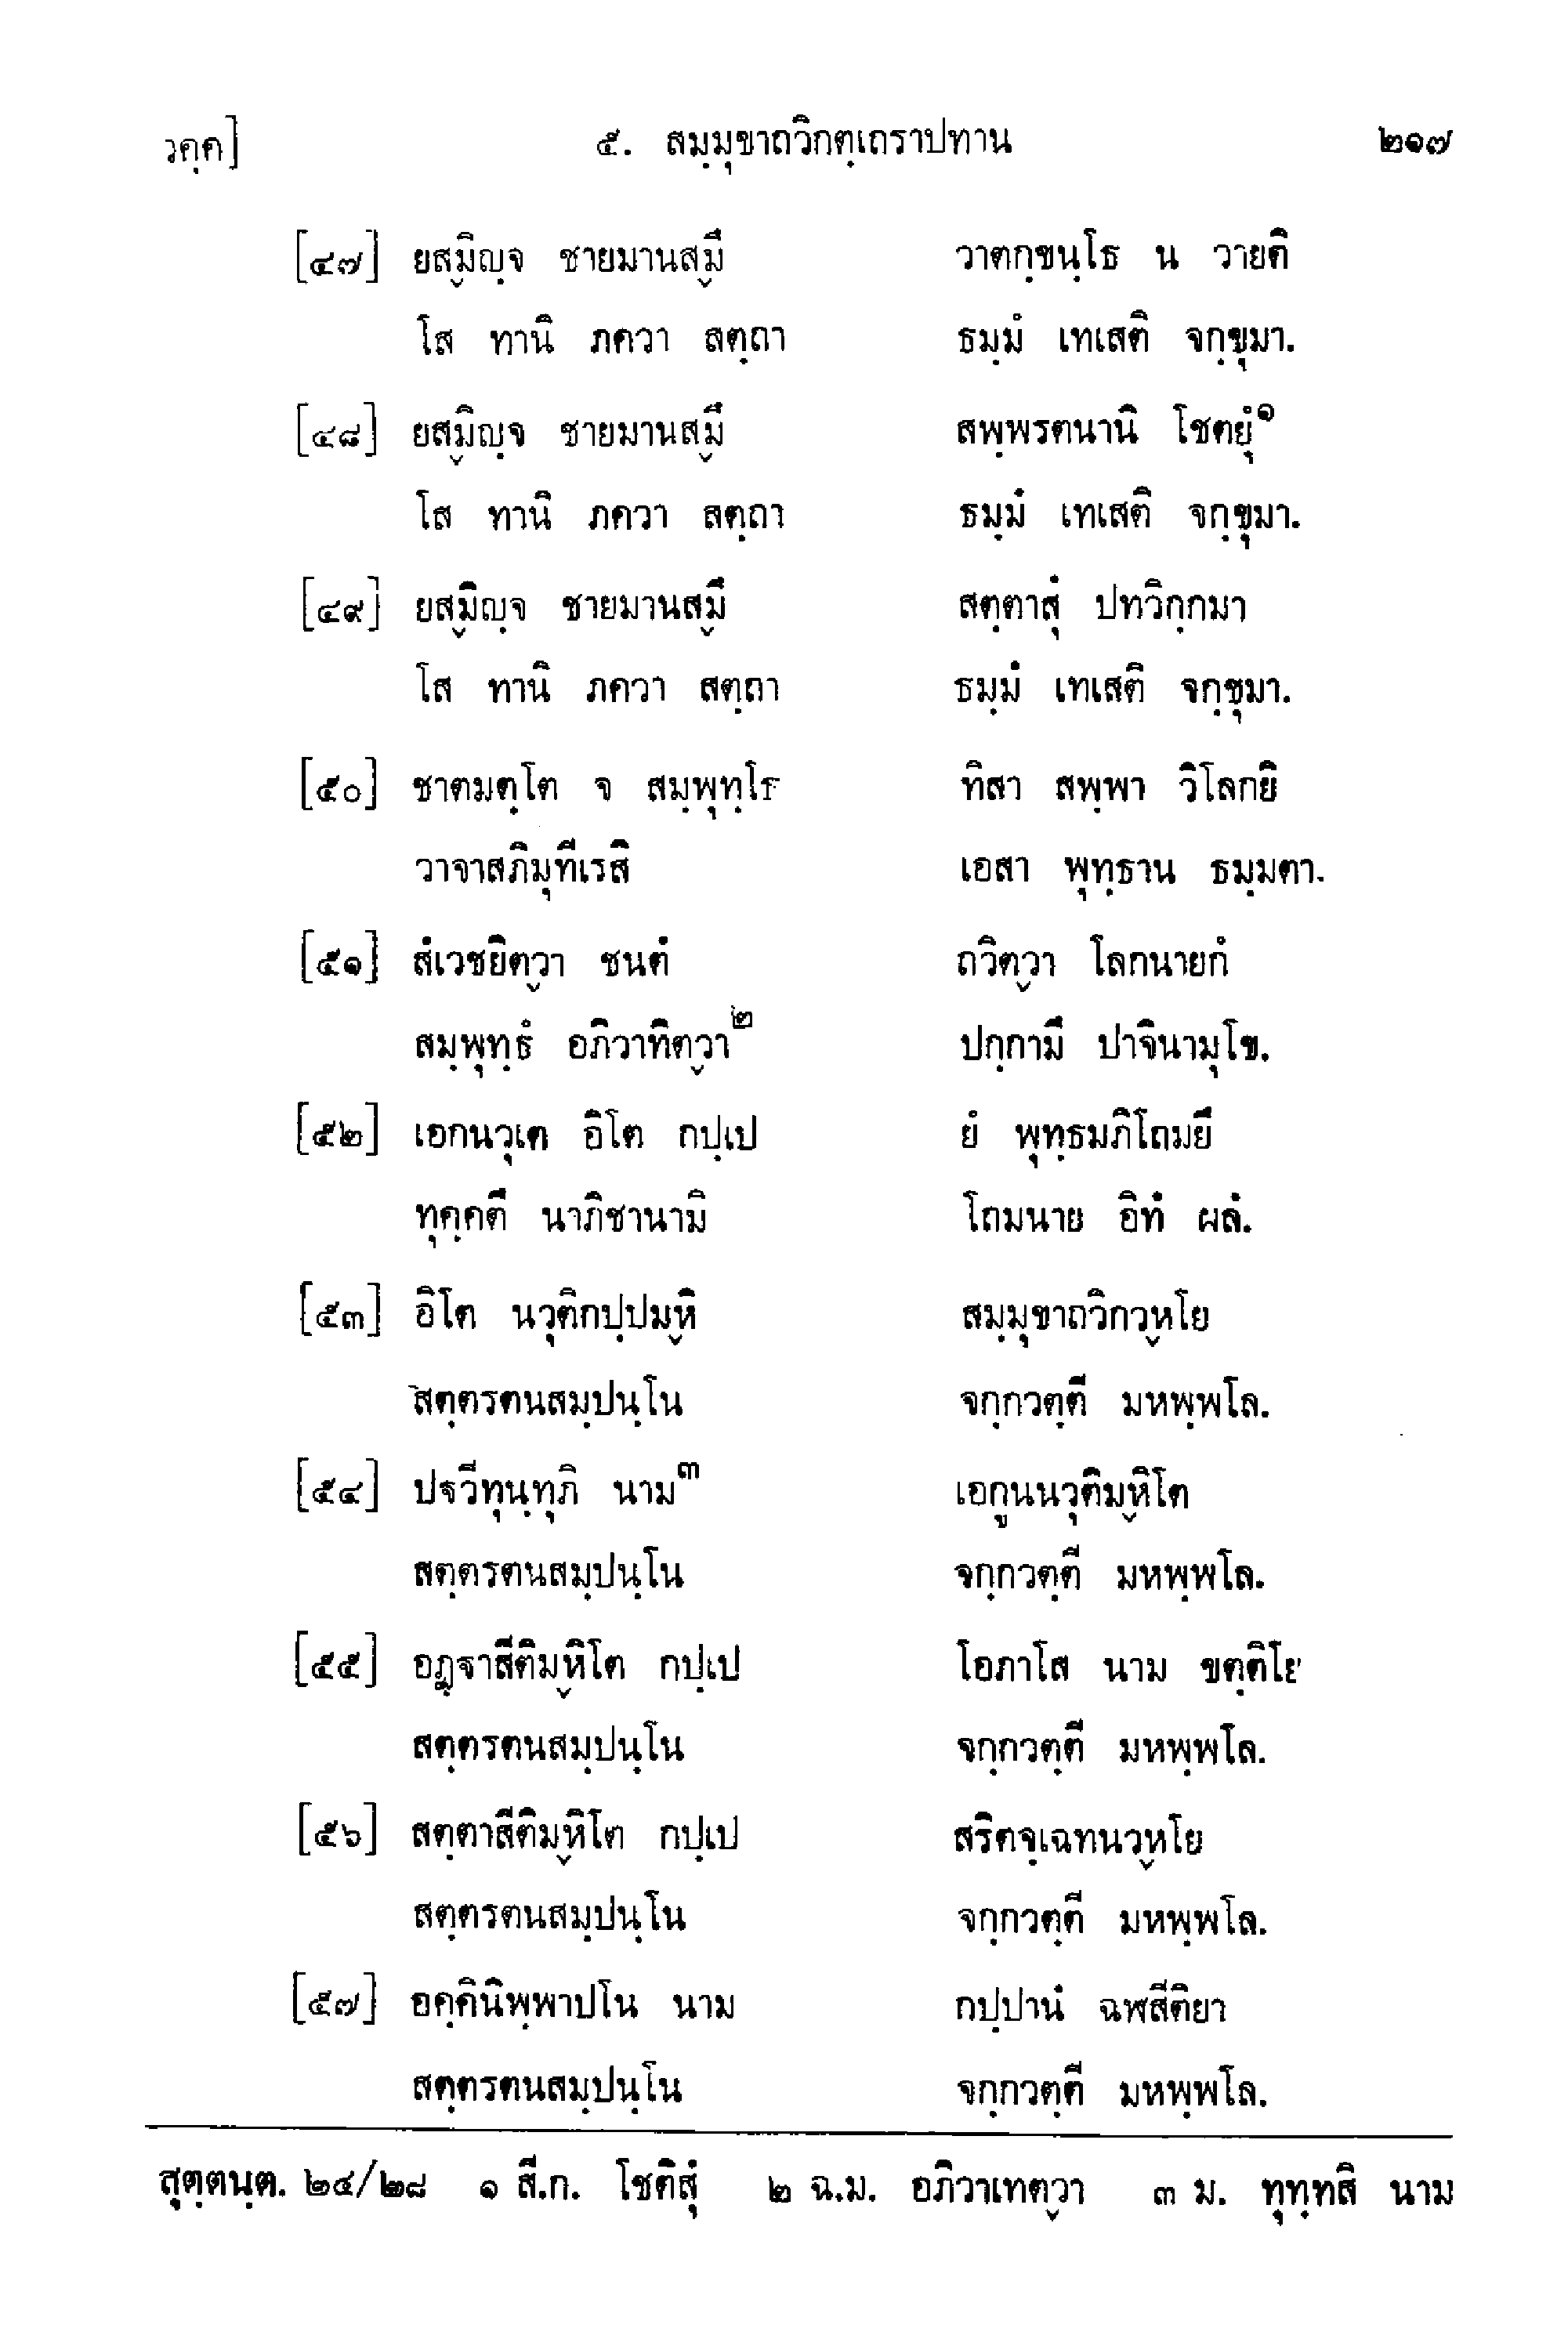 วคฺค] ๕. สมฺมุขาถวิกตฺเถราปทาน ๒๑๗
[๔๗] ยสฺมิญฺจ ชายมานสฺมึ วาตกฺขนฺโธ น วายติ
โส ทานิ ภควา สตฺถา ธมฺมํ เทเสติ จกฺขุมา.
[๔๘] ยสฺมิญฺจ ชายมานสฺมึ สพฺพรตนานิ โชตยุํ๑
โส ทานิ ภควา สตฺถา ธมฺมํ เทเสติ จกฺขุมา.
[๔๙] ยสฺมิญฺจ ชายมานสฺมึ สตฺตาสุํ ปทวิกฺกมา
โส ทานิ ภควา สตฺถา ธมฺมํ เทเสติ จกฺขุมา.
[๕๐] ชาตมตฺโต จ สมฺพุทฺโธ ทิสา สพฺพา วิโลกยิ
วาจาสภิมุทีเรสิ เอสา พุทฺธาน ธมฺมตา.
[๕๑] สํเวชยิตฺวา ชนตํ ถวิตฺวา โลกนายกํ
สมฺพุทฺธํ อภิวาทิตฺวา๒ ปกฺกามึ ปาจินามุโข.
[๕๒] เอกนวุเต อิโต กปฺเป ยํ พุทฺธมภิโถมยึ
ทุคฺคตึ นาภิชานามิ โถมนาย อิทํ ผลํ.
[๕๓] อิโต นวุติกปฺปมฺหิ สมฺมุขาถวิกวฺหโย
สตฺตรตนสมฺปนฺโน จกฺกวตฺตี มหพฺพโล.
[๕๔] ปฐวีทุนฺทุภิ นาม๓ เอกูนนวุติมฺหิโต
สตฺตรตนสมฺปนฺโน จกฺกวตฺตี มหพฺพโล.
[๕๕] อฏฺฐาสีติมฺหิโต กปฺเป โอภาโส นาม ขตฺติโย
สตฺตรตนสมฺปนฺโน จกฺกวตฺตี มหพฺพโล.
[๕๖] สตฺตาสีติมฺหิโต กปฺเป สริตจฺเฉทนวฺหโย
สตฺตรตนสมฺปนฺโน จกฺกวตฺตี มหพฺพโล.
[๕๗] อคฺคินิพฺพาปโน นาม กปฺปานํ ฉฬสีติยา
สตฺตรตนสมฺปนฺโน จกฺกวตฺตี มหพฺพโล.
สุตฺตนฺต. ๒๔/๒๘ ๑ สี.ก. โชติสุํ ๒ ฉ.ม. อภิวาเทตฺวา ๓ ม. ทุทฺทสิ นาม